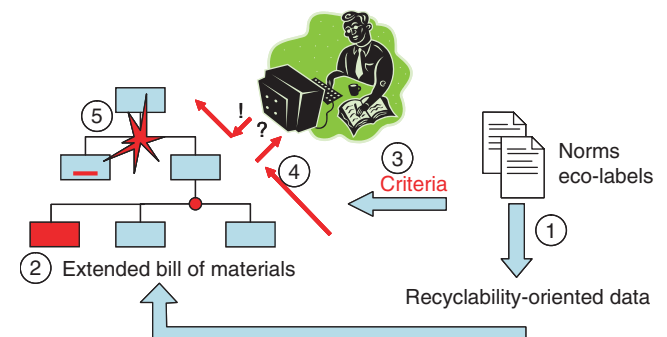 !
5
?
3
Norms
eco-labels
4
Criteria
1
2 Extended bill of materials
Recyclability-oriented data